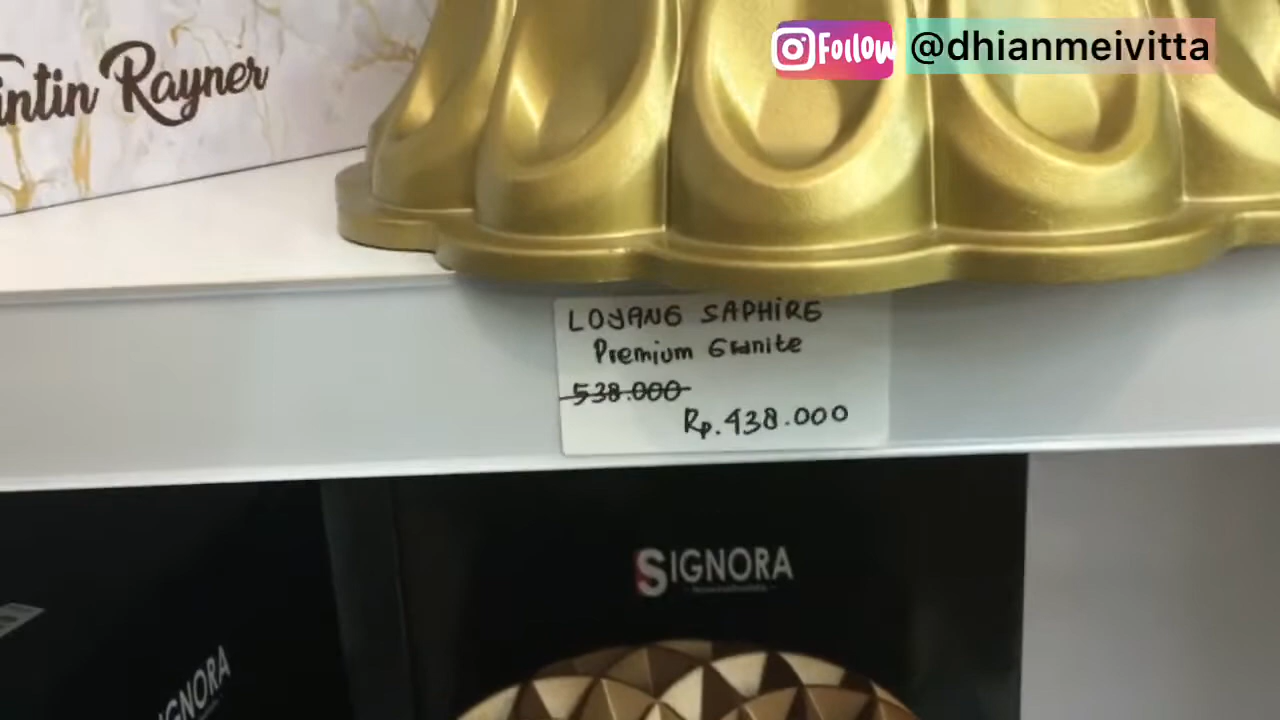 Follow @dhianmeivitta
intin Rayner
LOYANG SAPHIRE
Premium Granite
538.000
Rp.438.000
SIGNORA
IGNORA